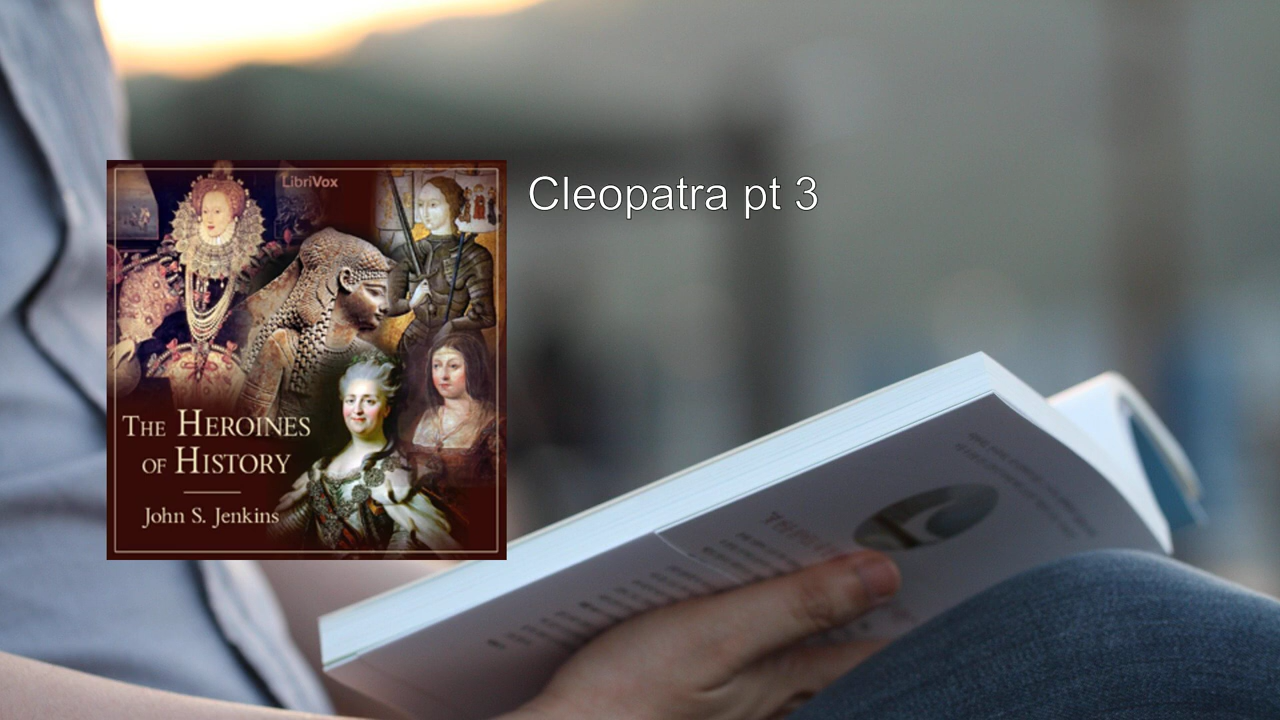 LibriVox
Cleopatra pt 3
THE HEROINES
OF HISTORY
John S. Jenkins